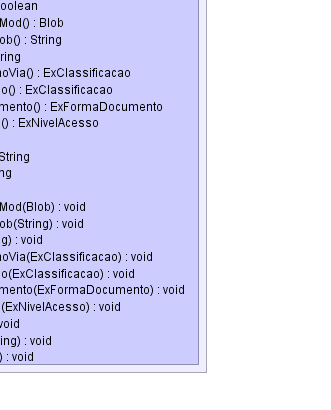 oolean
Mod() : Blob
ob() : String
ring
noVia() : ExClassificacao
o() : ExClassificacao
mento() : ExFormaDocumento
() : ExNivelAcesso
String
ng
Mod(Blob) : void
ob(String) : void
g) : void
noVia(ExClassificacao) : void
o(ExClassificacao) : void
mento(ExFormaDocumento) : void
(ExNivelAcesso) : void
void
ing) : void
) : void